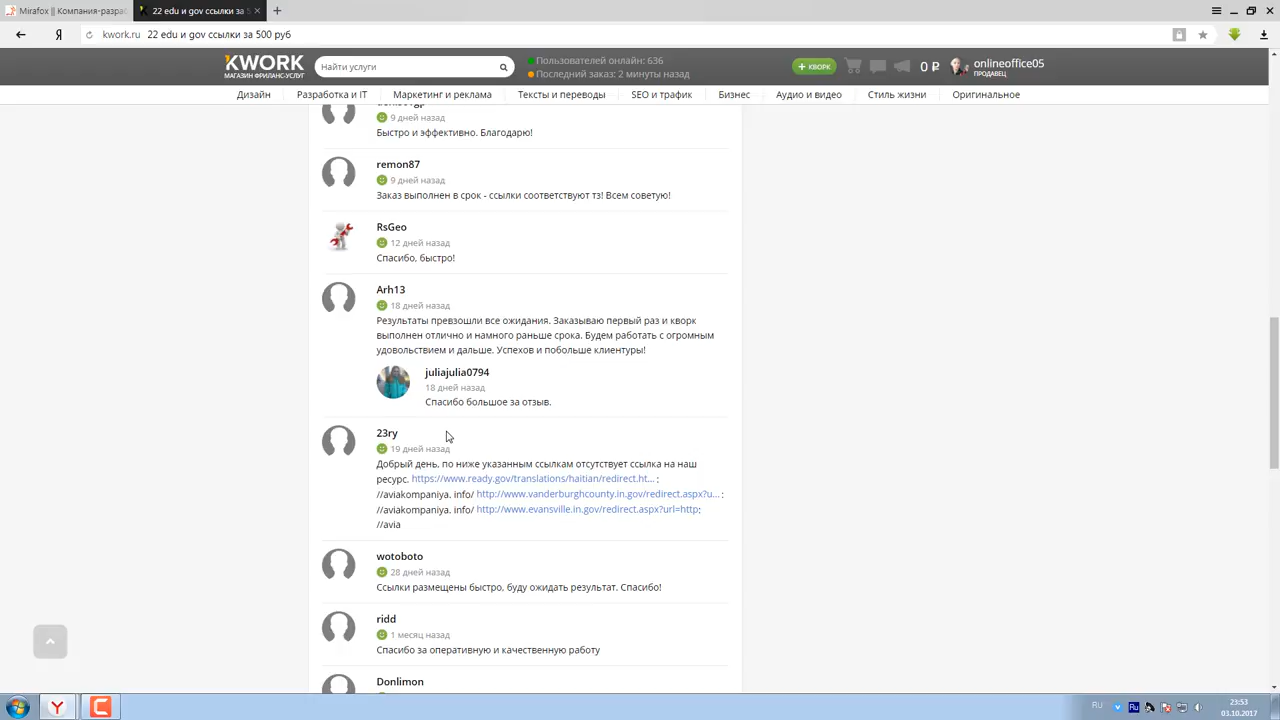 Mirafox || Компания-разраб
22 edu и gov ссылки за 5
kwork.ru 22 edu и gov ссылки за 500 руб
KWORK
МАГАЗИН ФРИЛАНС-УСЛУГ
Найти услуги
Пользователей онлайн: 636
Последний заказ: 2 минуты назад
+ КВОРК
0 ₽
onlineoffice05
ПРОДАВЕЦ
Дизайн Разработка и IT Маркетинг и реклама Тексты и переводы SEO и трафик Бизнес Аудио и видео Стиль жизни Оригинальное
9 дней назад
Быстро и эффективно. Благодарю!
remon87
9 дней назад
Заказ выполнен в срок - ссылки соответствуют тз! Всем советую!
RsGeo
12 дней назад
Спасибо, быстро!
Arh13
18 дней назад
Результаты превзошли все ожидания. Заказываю первый раз и кворк
выполнен отлично и намного раньше срока. Будем работать с огромным
удовольствием и дальше. Успехов и побольше клиентуры!
juliajulia0794
18 дней назад
Спасибо большое за отзыв.
23ry
19 дней назад
Добрый день, по ниже указанным ссылкам отсутствует ссылка на наш
ресурс. https://www.ready.gov/translations/haitian/redirect.ht... ;
//aviakompaniya. info/ http://www.vanderburghcounty.in.gov/redirect.aspx?u... ;
//aviakompaniya. info/ http://www.evansville.in.gov/redirect.aspx?url=http;
//avia
wotoboto
28 дней назад
Ссылки размещены быстро, буду ожидать результат. Спасибо!
ridd
1 месяц назад
Спасибо за оперативную и качественную работу
Donlimon
RU
Ru
23:53
03.10.2017